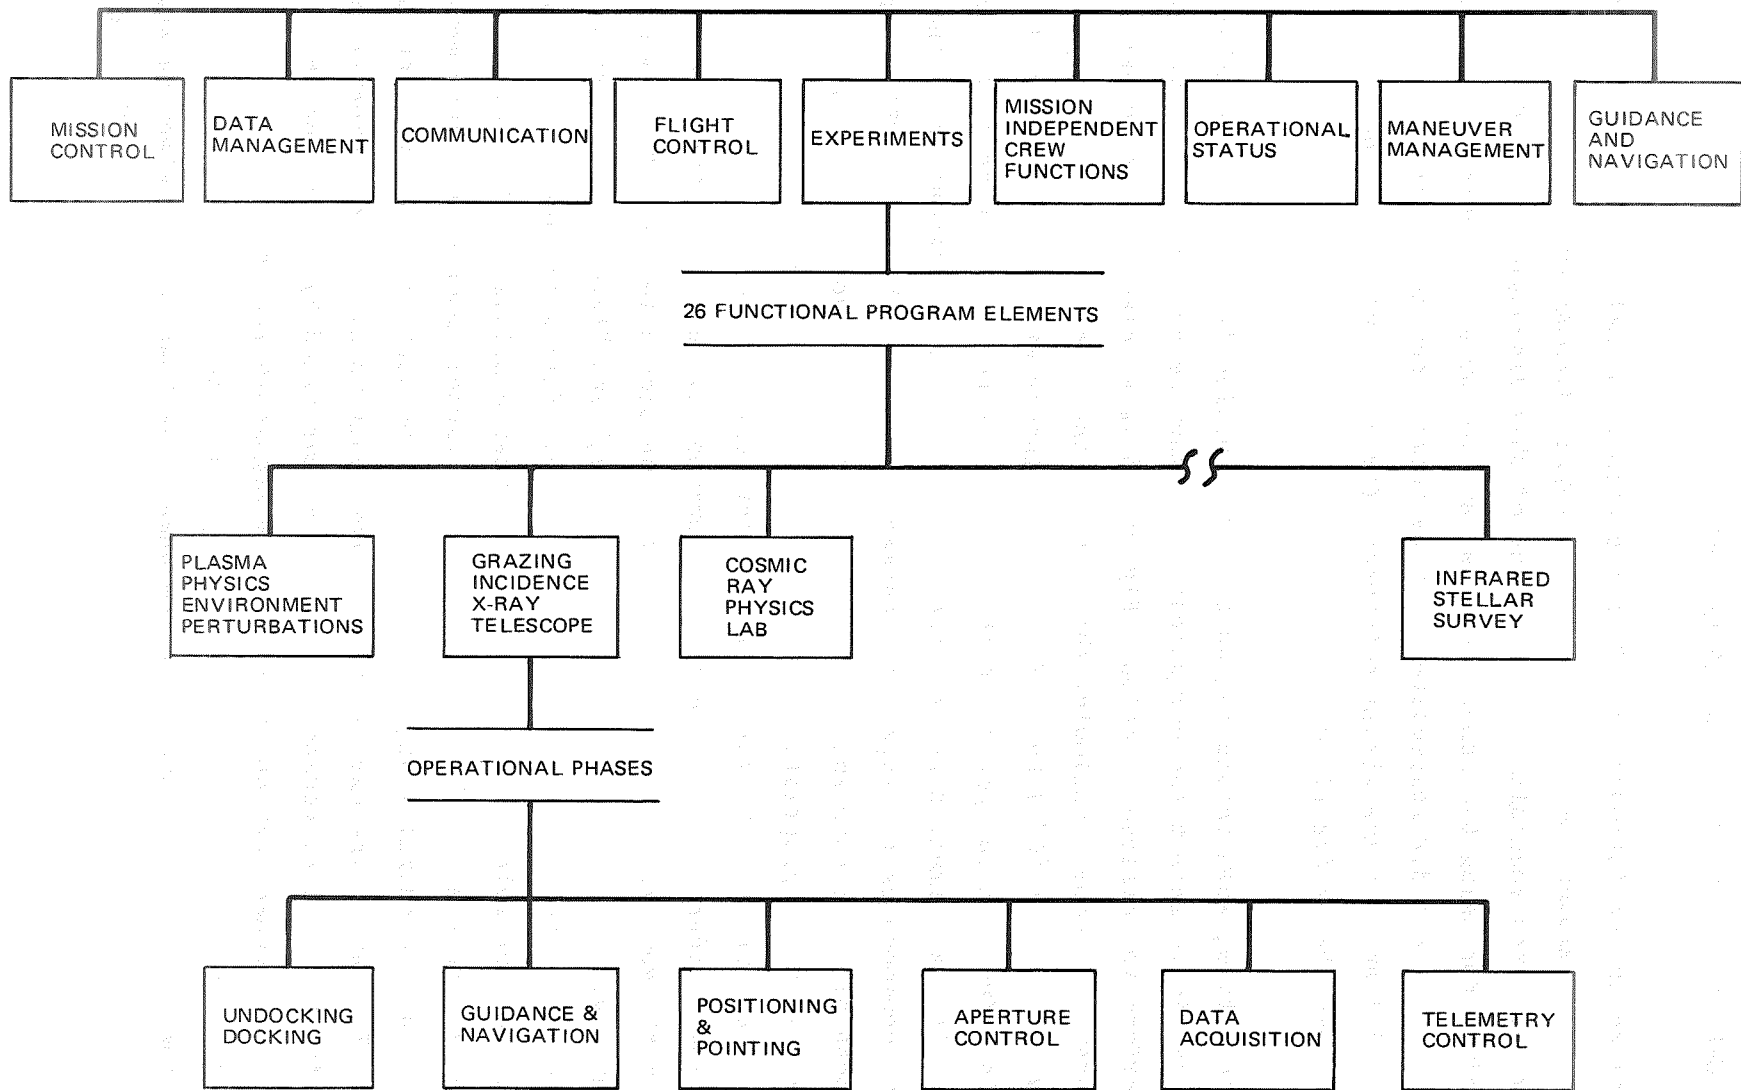 MISSION
CONTROL
DATA
MANAGEMENT
COMMUNICATION
FLIGHT
CONTROL
EXPERIMENTS
MISSION
INDEPENDENT
CREW
FUNCTIONS
OPERATIONAL
STATUS
MANEUVER
MANAGEMENT
GUIDANCE
AND
NAVIGATION
26 FUNCTIONAL PROGRAM ELEMENTS
PLASMA
PHYSICS
ENVIRONMENT
PERTURBATIONS
GRAZING
INCIDENCE
X-RAY
TELESCOPE
COSMIC
RAY
PHYSICS
LAB
INFRARED
STELLAR
SURVEY
OPERATIONAL PHASES
UNDOCKING
DOCKING
GUIDANCE &
NAVIGATION
POSITIONING
&
POINTING
APERTURE
CONTROL
DATA
ACQUISITION
TELEMETRY
CONTROL